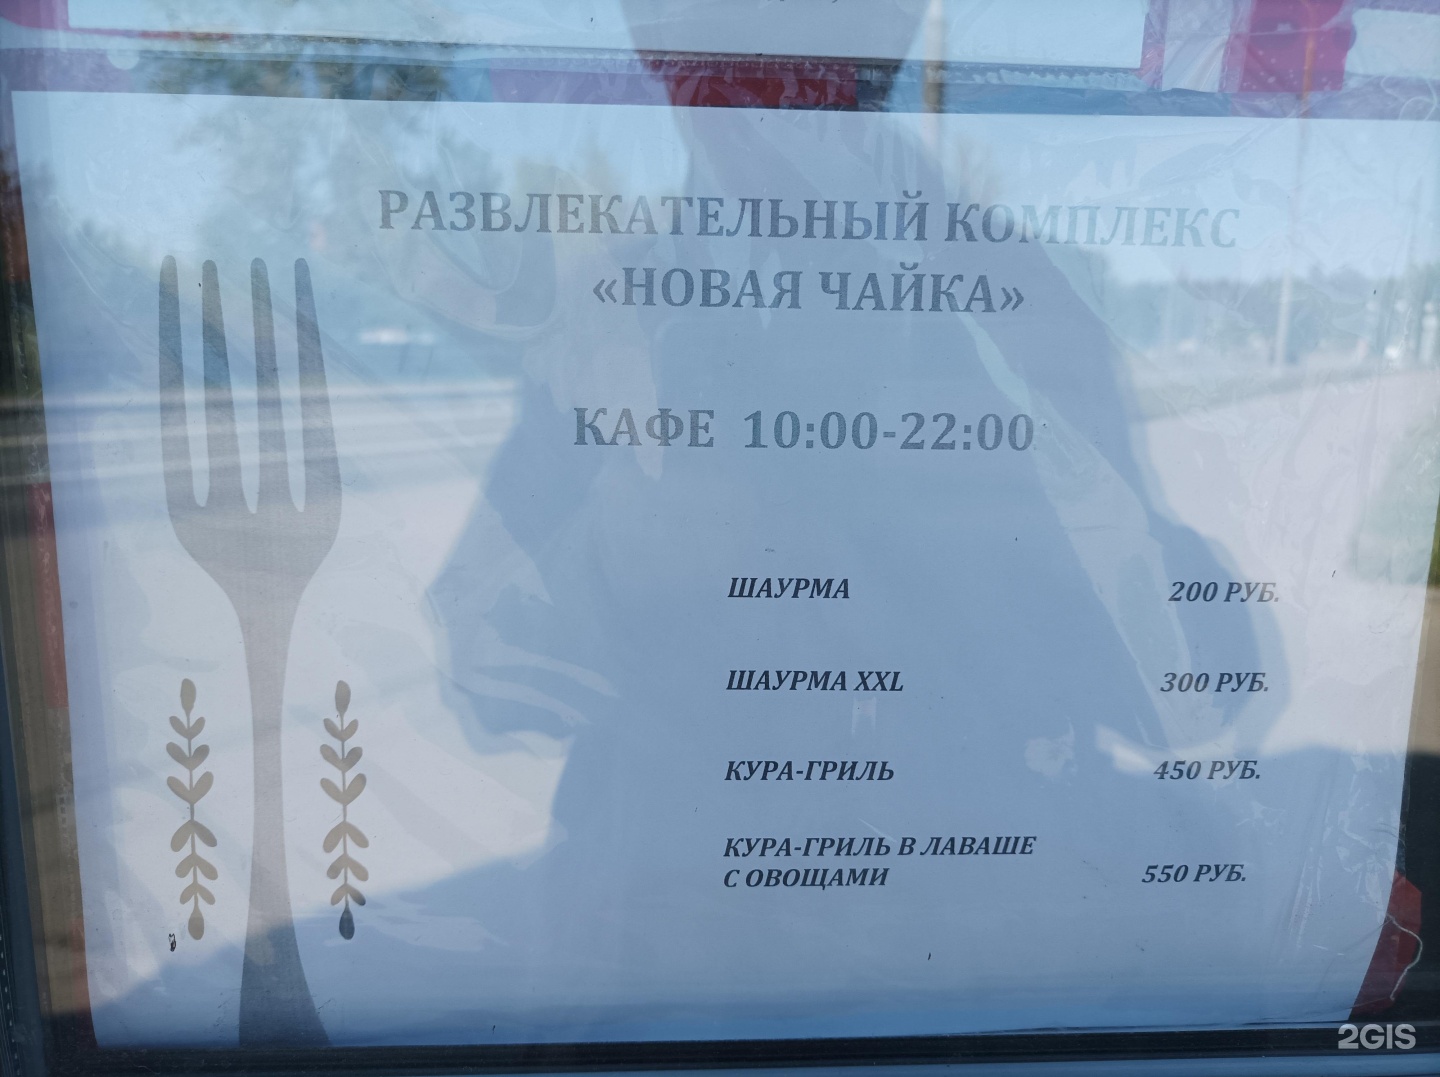 РАЗВЛЕКАТЕЛЬНЫЙ КОМПЛЕКС
«НОВАЯ ЧАЙКА»
КАФЕ 10:00-22:00
ШАУРМА 200 РУБ.
ШАУРМА XXL 300 РУБ.
КУРА-ГРИЛЬ 450 РУБ.
КУРА-ГРИЛЬ В ЛАВАШЕ
С ОВОЩАМИ 550 РУБ.
2GIS